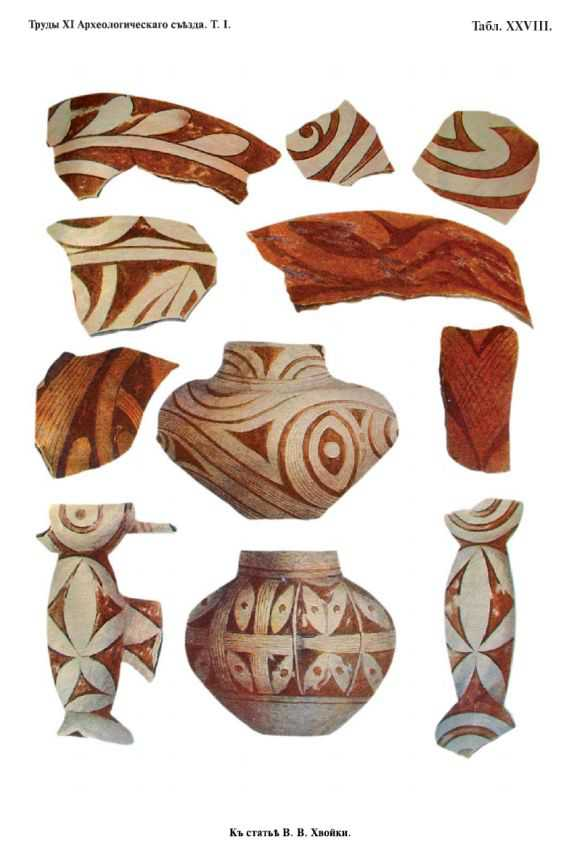 Труды XI Археологическаго съѣзда. Т. I.
Табл. XXVIII.
Къ статьѣ В. В. Хвойки.